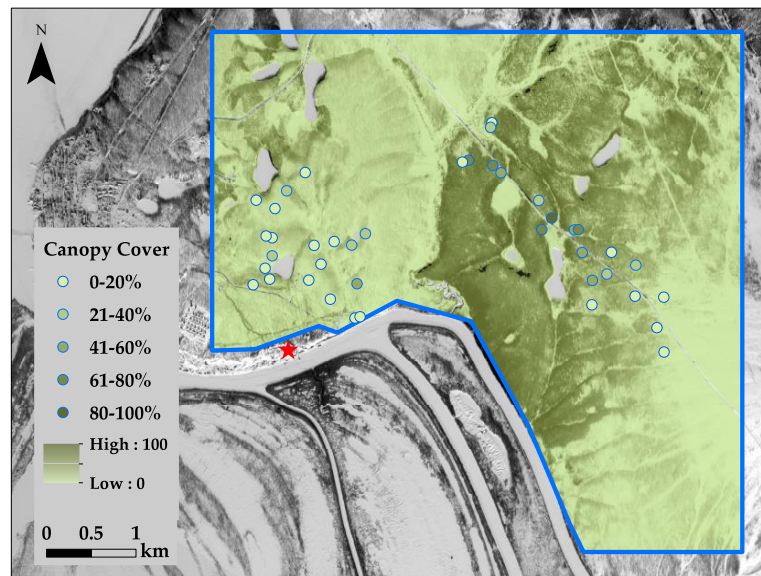 N
Canopy Cover
0-20%
21-40%
41-60%
61-80%
80-100%
High : 100
Low : 0
0 0.5 1
km